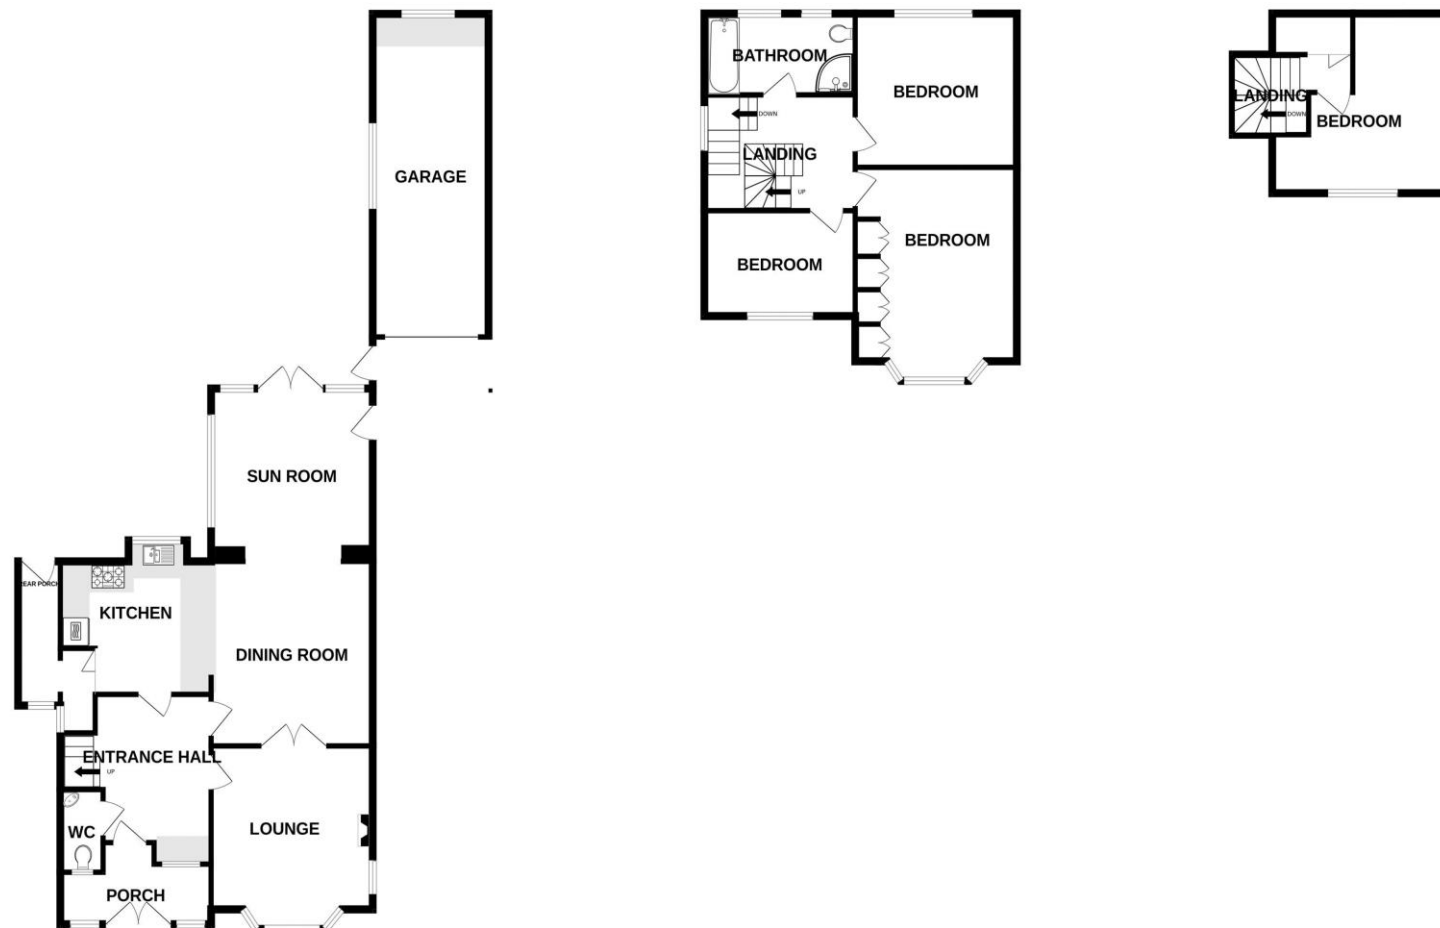 GARAGE
SUN ROOM
REAR PORCH
KITCHEN
DINING ROOM
ENTRANCE HALL
UP
WC
LOUNGE
PORCH
BATHROOM
BEDROOM
DOWN
LANDING
UP
BEDROOM
BEDROOM
LANDING
DOWN
BEDROOM